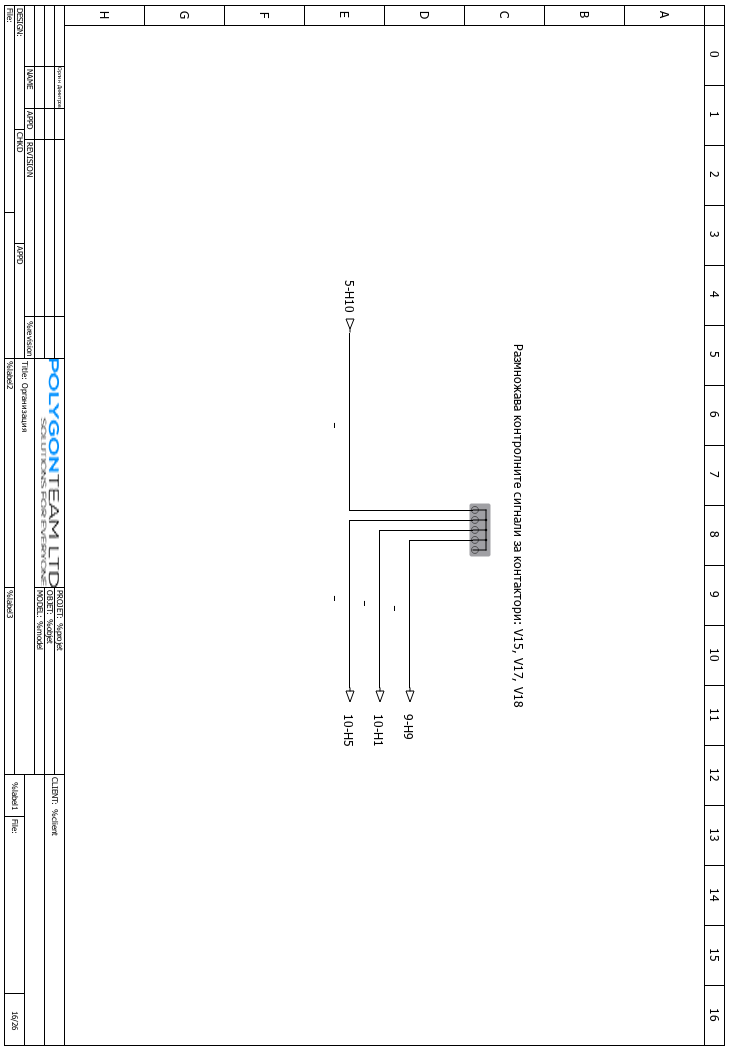 0 1 2 3 4 5 6 7 8 9 10 11 12 13 14 15 16
A
B
C
D
E
F
G
H
Размножава контролните сигнали за контактори: V15, V17, V18
9-H9
10-H1
5-H10
10-H5
NAME
APPD
REVISION
%revision
DESIGN:
CHKD
APPD
File:
POLYGONTEAM LTD
SOLUTIONS FOR EVERYONE
Title: Организация
%label2
PROJET: %projet
OBJET: %objet
MODEL: %model
%label3
CLIENT: %client
%label1
File:
16/26